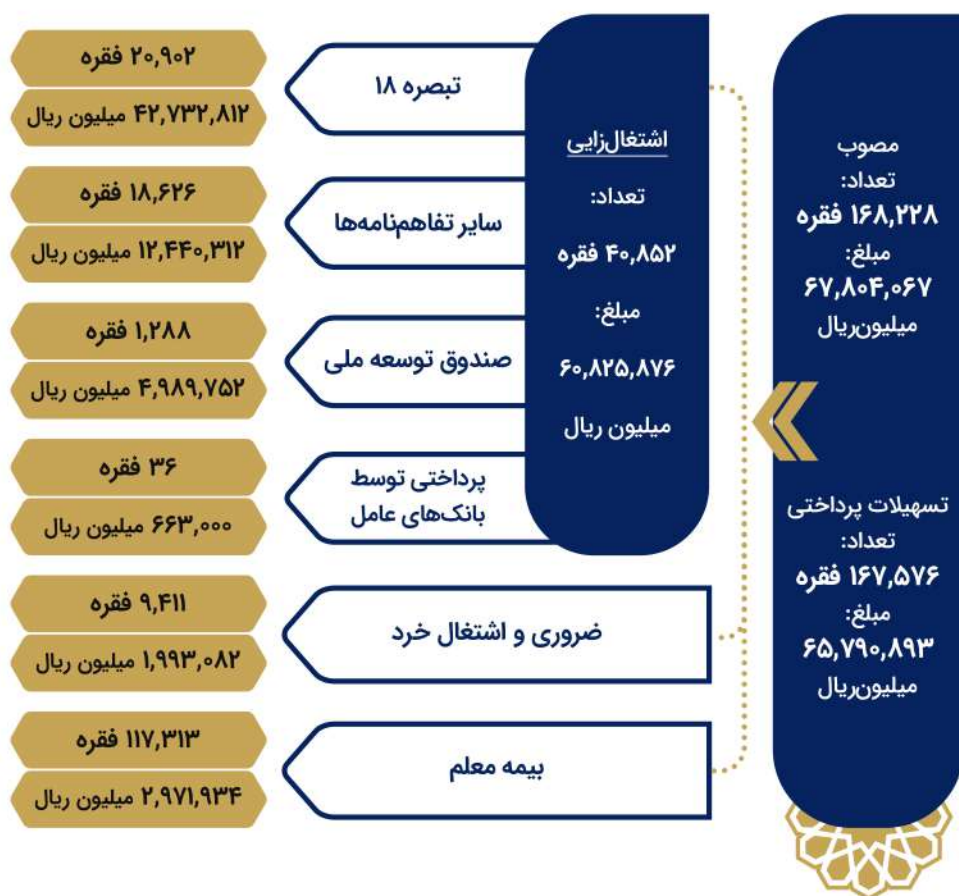 مصوب
تعداد:
۱۶۸,۲۲۸ فقره
مبلغ:
۶۷,۸۰۴,۰۶۷
میلیون‌ریال
تسهیلات پرداختی
تعداد:
۱۶۷,۵۷۶ فقره
مبلغ:
۶۵,۷۹۰,۸۹۳
میلیون‌ریال
اشتغال‌زایی
تعداد:
۴۰,۸۵۲ فقره
مبلغ:
۶۰,۸۲۵,۸۷۶
میلیون ریال
تبصره ۱۸
۲۰,۹۰۲ فقره
۴۲,۷۳۲,۸۱۲ میلیون ریال
سایر تفاهم‌نامه‌ها
۱۸,۶۲۶ فقره
۱۲,۴۴۰,۳۱۲ میلیون ریال
صندوق توسعه ملی
۱,۲۸۸ فقره
۴,۹۸۹,۷۵۲ میلیون ریال
پرداختی توسط
بانک‌های عامل
۳۶ فقره
۶۶۳,۰۰۰ میلیون ریال
ضروری و اشتغال خرد
۹,۴۱۱ فقره
۱,۹۹۳,۰۸۲ میلیون ریال
بیمه معلم
۱۱۷,۳۱۳ فقره
۲,۹۷۱,۹۳۴ میلیون ریال